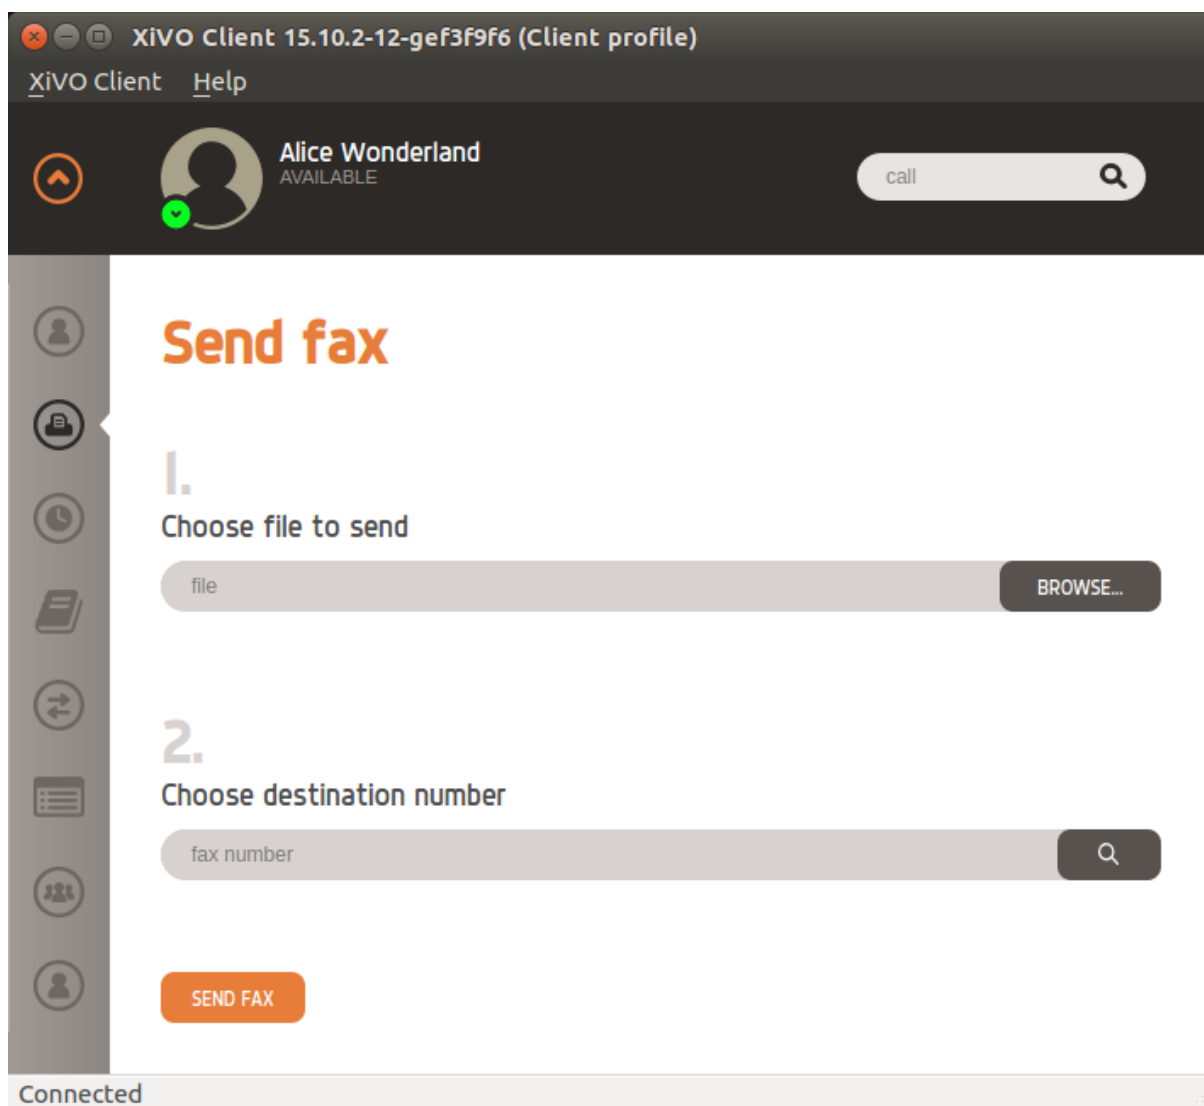 XiVO Client 15.10.2-12-gef3f9f6 (Client profile)
XiVO Client Help
Alice Wonderland
AVAILABLE
call
Send fax
1.
Choose file to send
file
BROWSE...
2.
Choose destination number
fax number
SEND FAX
Connected